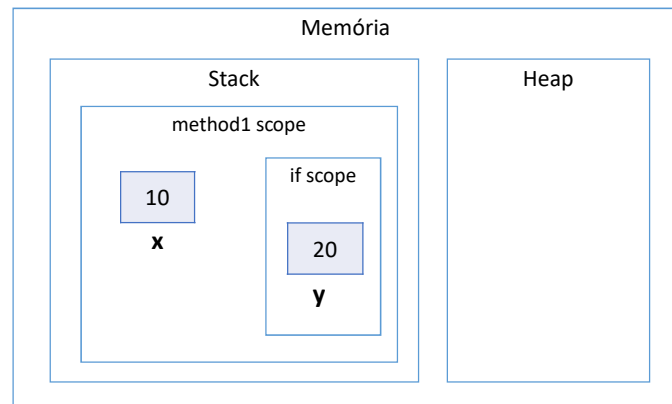 Memória
Stack
Heap
method1 scope
if scope
10
x
20
y